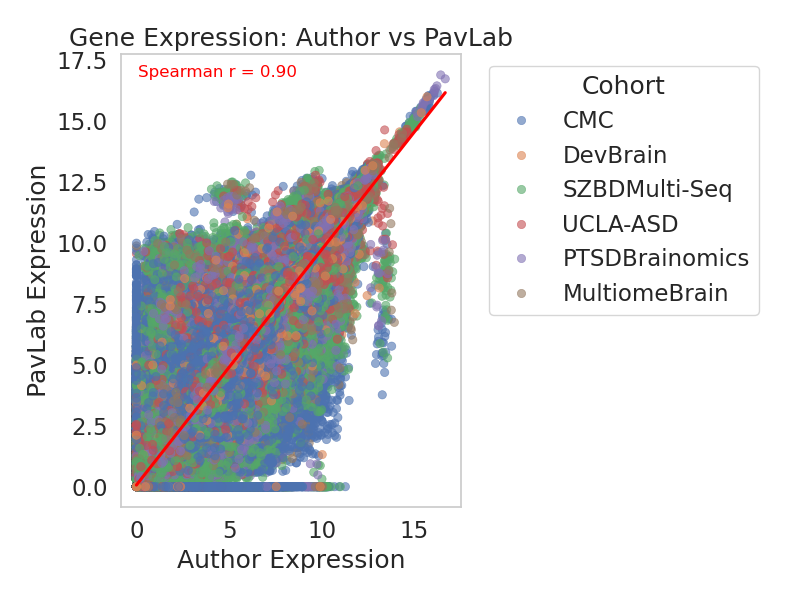 Gene Expression: Author vs PavLab
Spearman r = 0.90
17.5
15.0
12.5
10.0
7.5
5.0
2.5
0.0
PavLab Expression
0
5
10
15
Author Expression
Cohort
CMC
DevBrain
SZBDMulti-Seq
UCLA-ASD
PTSDBrainomics
MultiomeBrain